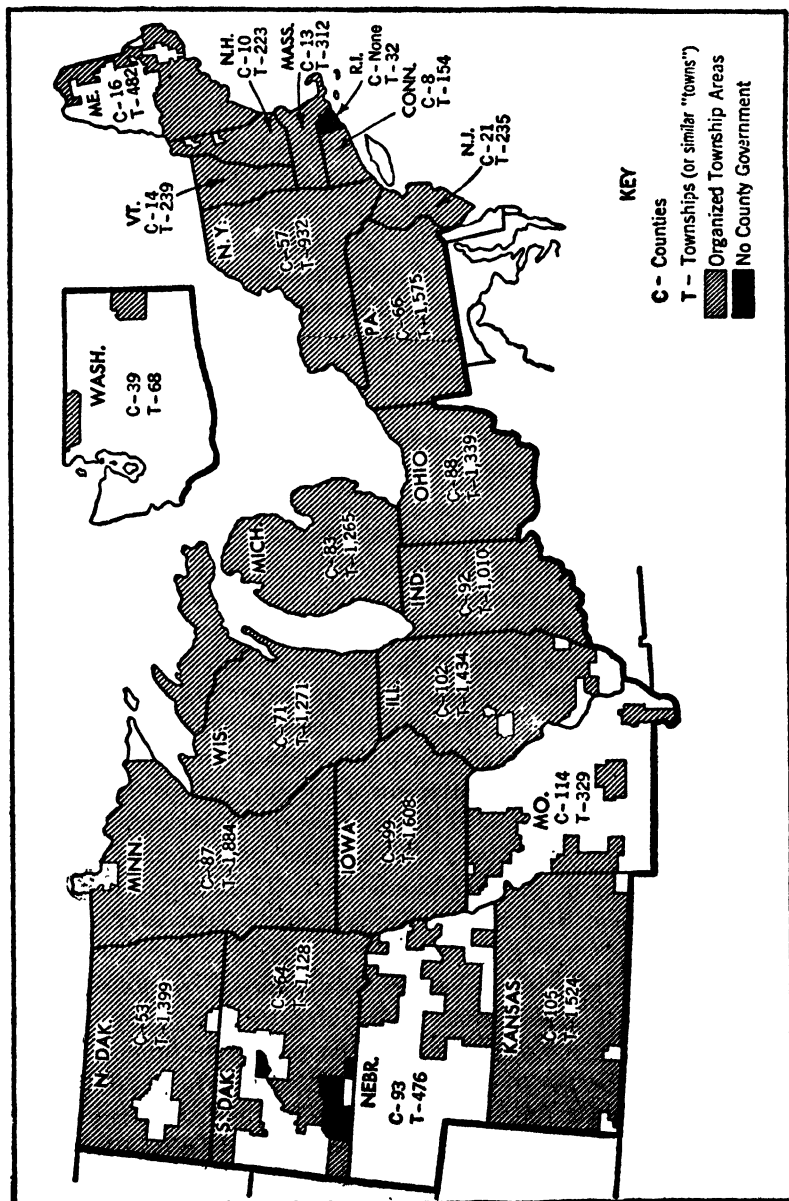 WASH.
C-39
T-68
ME.
C-16
T-482
N.H.
C-10
T-223
MASS.
C-13
T-312
R.I.
C-None
T-32
CONN.
C-8
T-154
VT.
C-14
T-239
N.Y.
C-57
T-932
N.J.
C-21
T-235
PA.
C-66
T-1,575
OHIO
C-88
T-1,339
MICH.
C-83
T-1,265
IND.
C-92
T-1,010
WIS.
C-71
T-1,271
ILL.
C-102
T-1,434
MINN.
C-87
T-1,884
IOWA
C-99
T-1,608
MO.
C-114
T-329
N. DAK.
C-53
T-1,399
S. DAK.
C-64
T-1,128
NEBR.
C-93
T-476
KANSAS
C-105
T-1,524
KEY
C - Counties
T - Townships (or similar "towns")
Organized Township Areas
No County Government